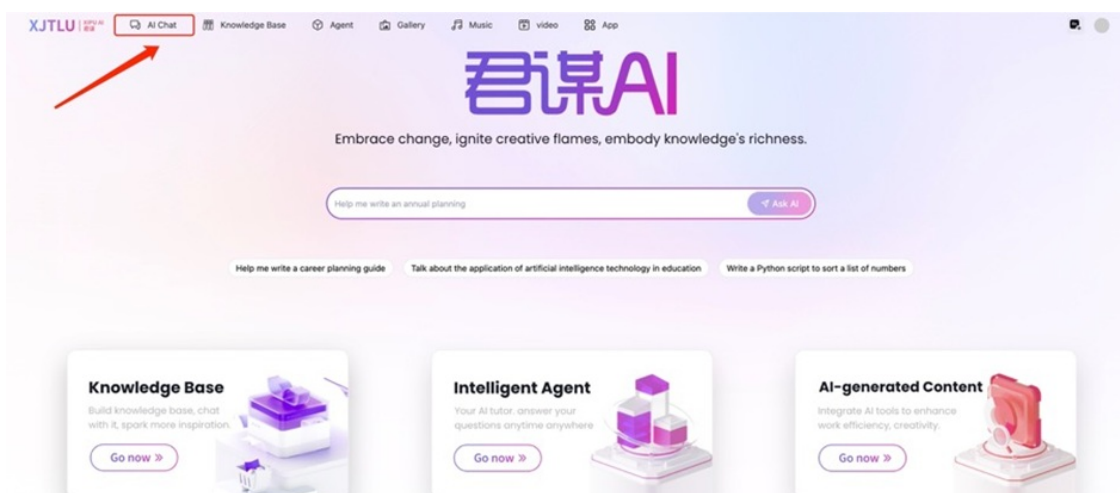 XJTLU XIPU AI 君谋 AI Chat Knowledge Base Agent Gallery Music video App
君谋AI
Embrace change, ignite creative flames, embody knowledge's richness.
Help me write an annual planning Ask AI
Help me write a career planning guide Talk about the application of artificial intelligence technology in education Write a Python script to sort a list of numbers
Knowledge Base
Build knowledge base, chat
with it, spark more inspiration.
Go now »
Intelligent Agent
Your AI tutor, answer your
questions anytime anywhere
Go now »
AI-generated Content
Integrate AI tools to enhance
work efficiency, creativity.
Go now »